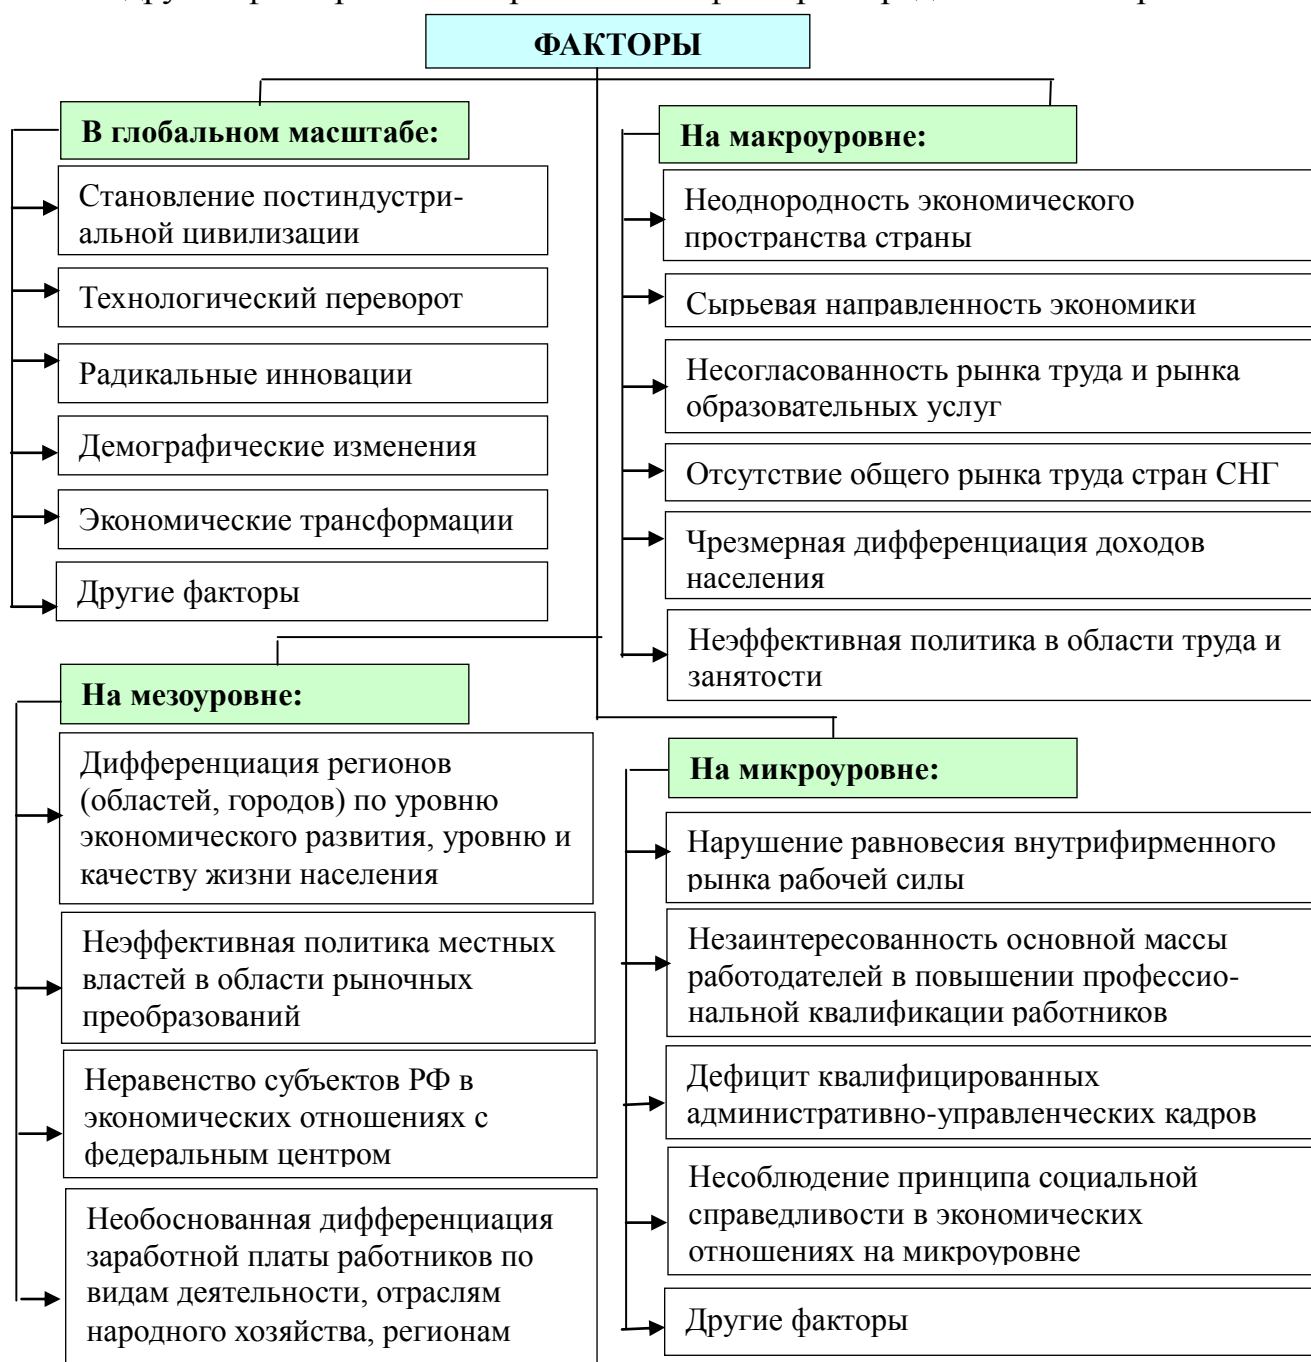 ФАКТОРЫ
В глобальном масштабе:
Становление постиндустри-
альной цивилизации
Технологический переворот
Радикальные инновации
Демографические изменения
Экономические трансформации
Другие факторы
На макроуровне:
Неоднородность экономического
пространства страны
Сырьевая направленность экономики
Несогласованность рынка труда и рынка
образовательных услуг
Отсутствие общего рынка труда стран СНГ
Чрезмерная дифференциация доходов
населения
Неэффективная политика в области труда и
занятости
На мезоуровне:
Дифференциация регионов
(областей, городов) по уровню
экономического развития, уровню и
качеству жизни населения
Неэффективная политика местных
властей в области рыночных
преобразований
Неравенство субъектов РФ в
экономических отношениях с
федеральным центром
Необоснованная дифференциация
заработной платы работников по
видам деятельности, отраслям
народного хозяйства, регионам
На микроуровне:
Нарушение равновесия внутрифирменного
рынка рабочей силы
Незаинтересованность основной массы
работодателей в повышении профессио-
нальной квалификации работников
Дефицит квалифицированных
административно-управленческих кадров
Несоблюдение принципа социальной
справедливости в экономических
отношениях на микроуровне
Другие факторы